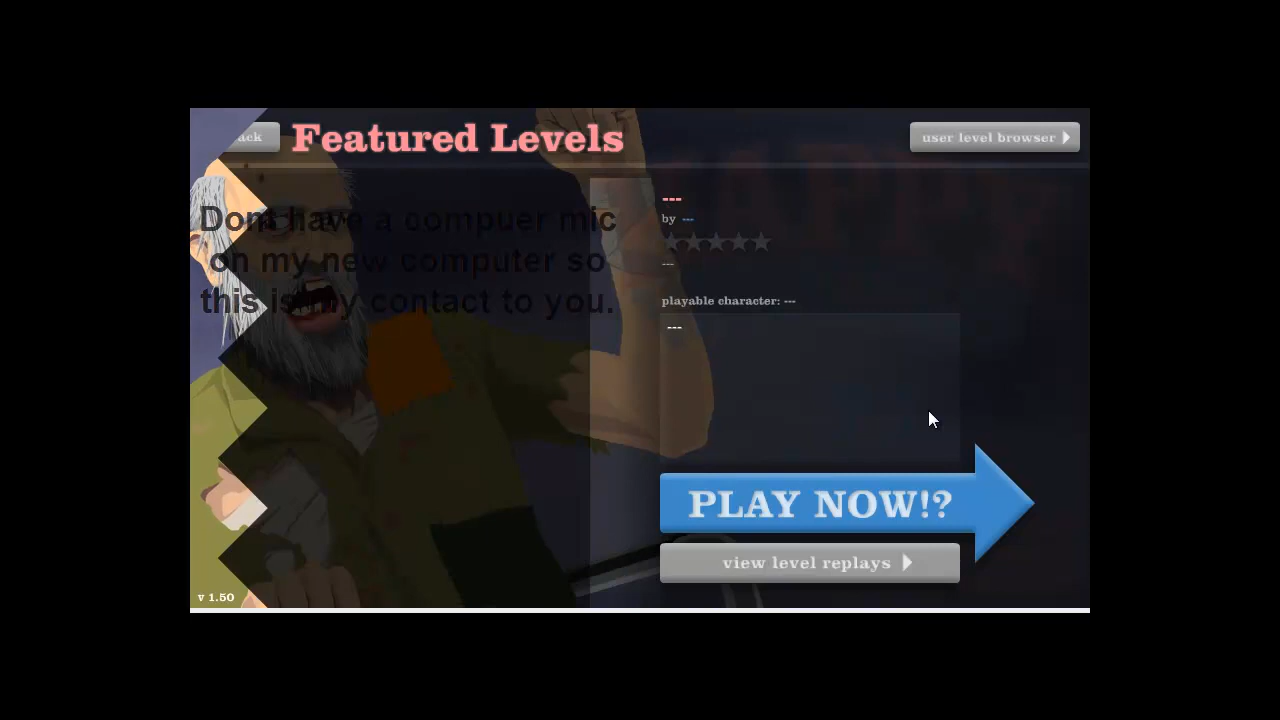 ack
Featured Levels
user level browser
Dont have a compuer mic
on my new computer so
this is my contact to you.
---
by ---
---
playable character: ---
---
PLAY NOW!?
view level replays
v 1.50